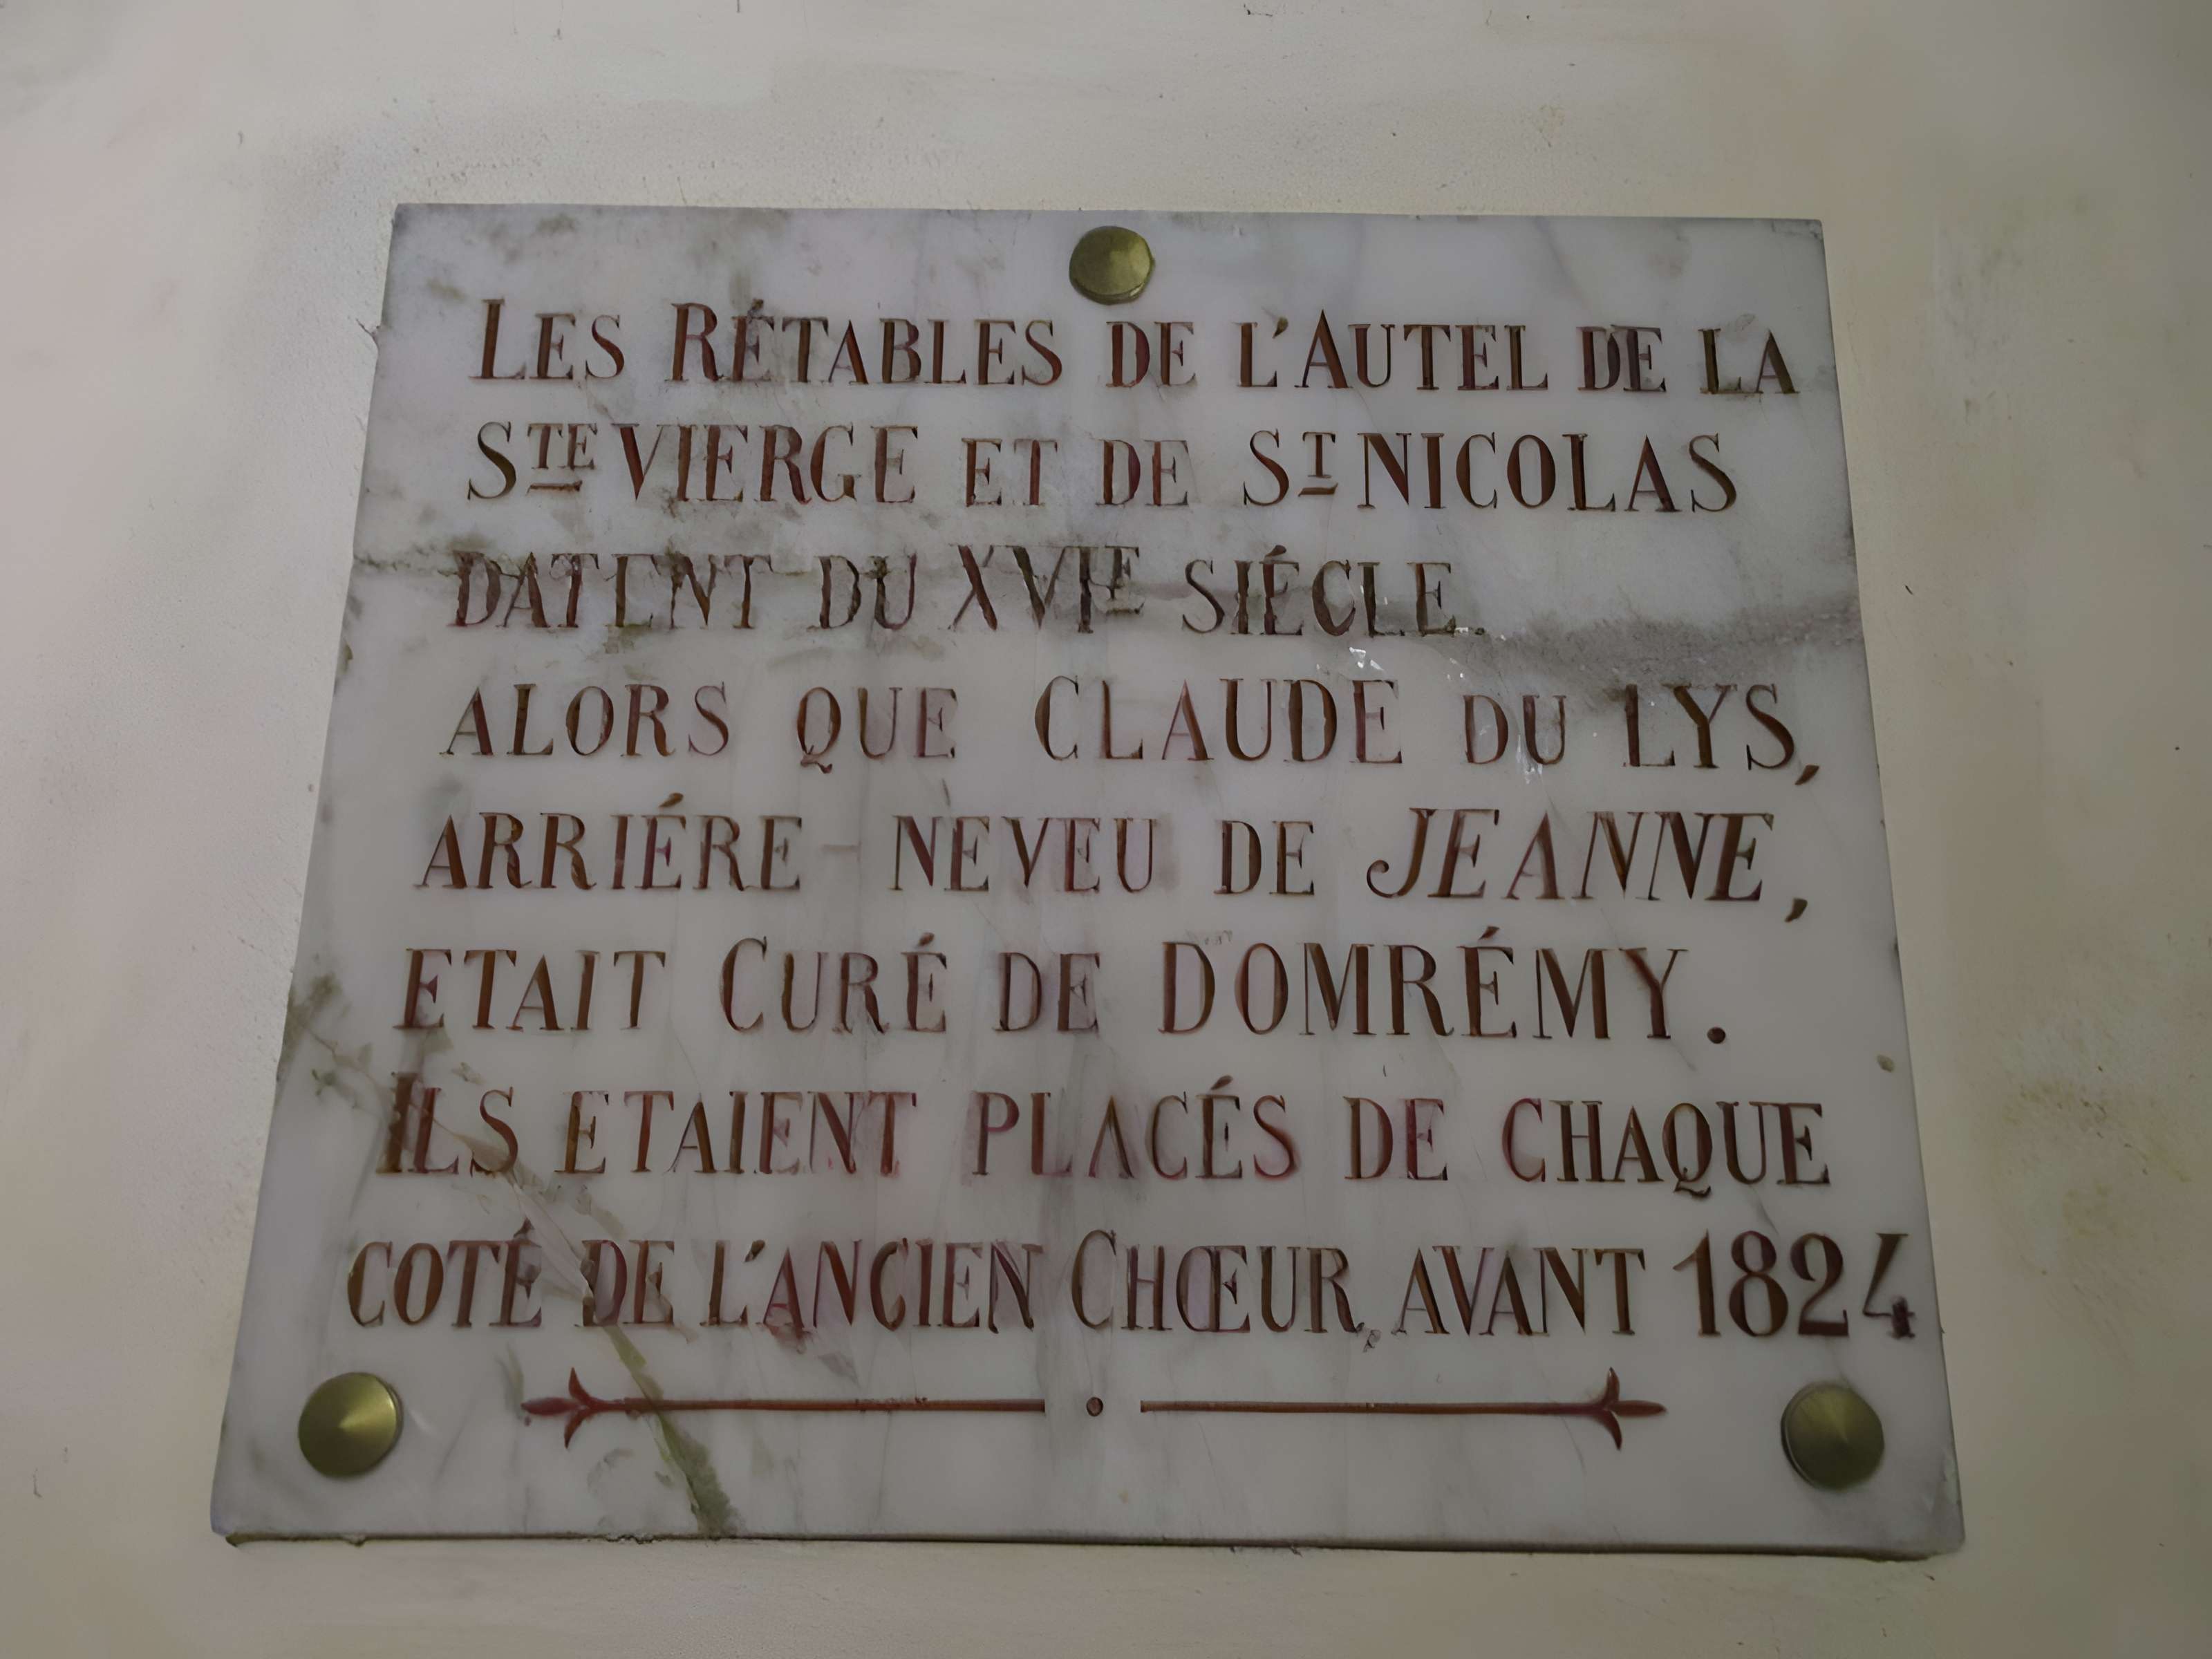 LES RÉTABLES DE L'AUTEL DE LA
STE VIERGE ET DE ST NICOLAS
DATENT DU XVIE SIÉCLE.
ALORS QUE CLAUDE DU LYS,
ARRIÉRE-NEVEU DE JEANNE,
ETAIT CURÉ DE DOMRÉMY.
ILS ETAIENT PLACÉS DE CHAQUE
COTÉ DE L'ANCIEN CHŒUR, AVANT 1824